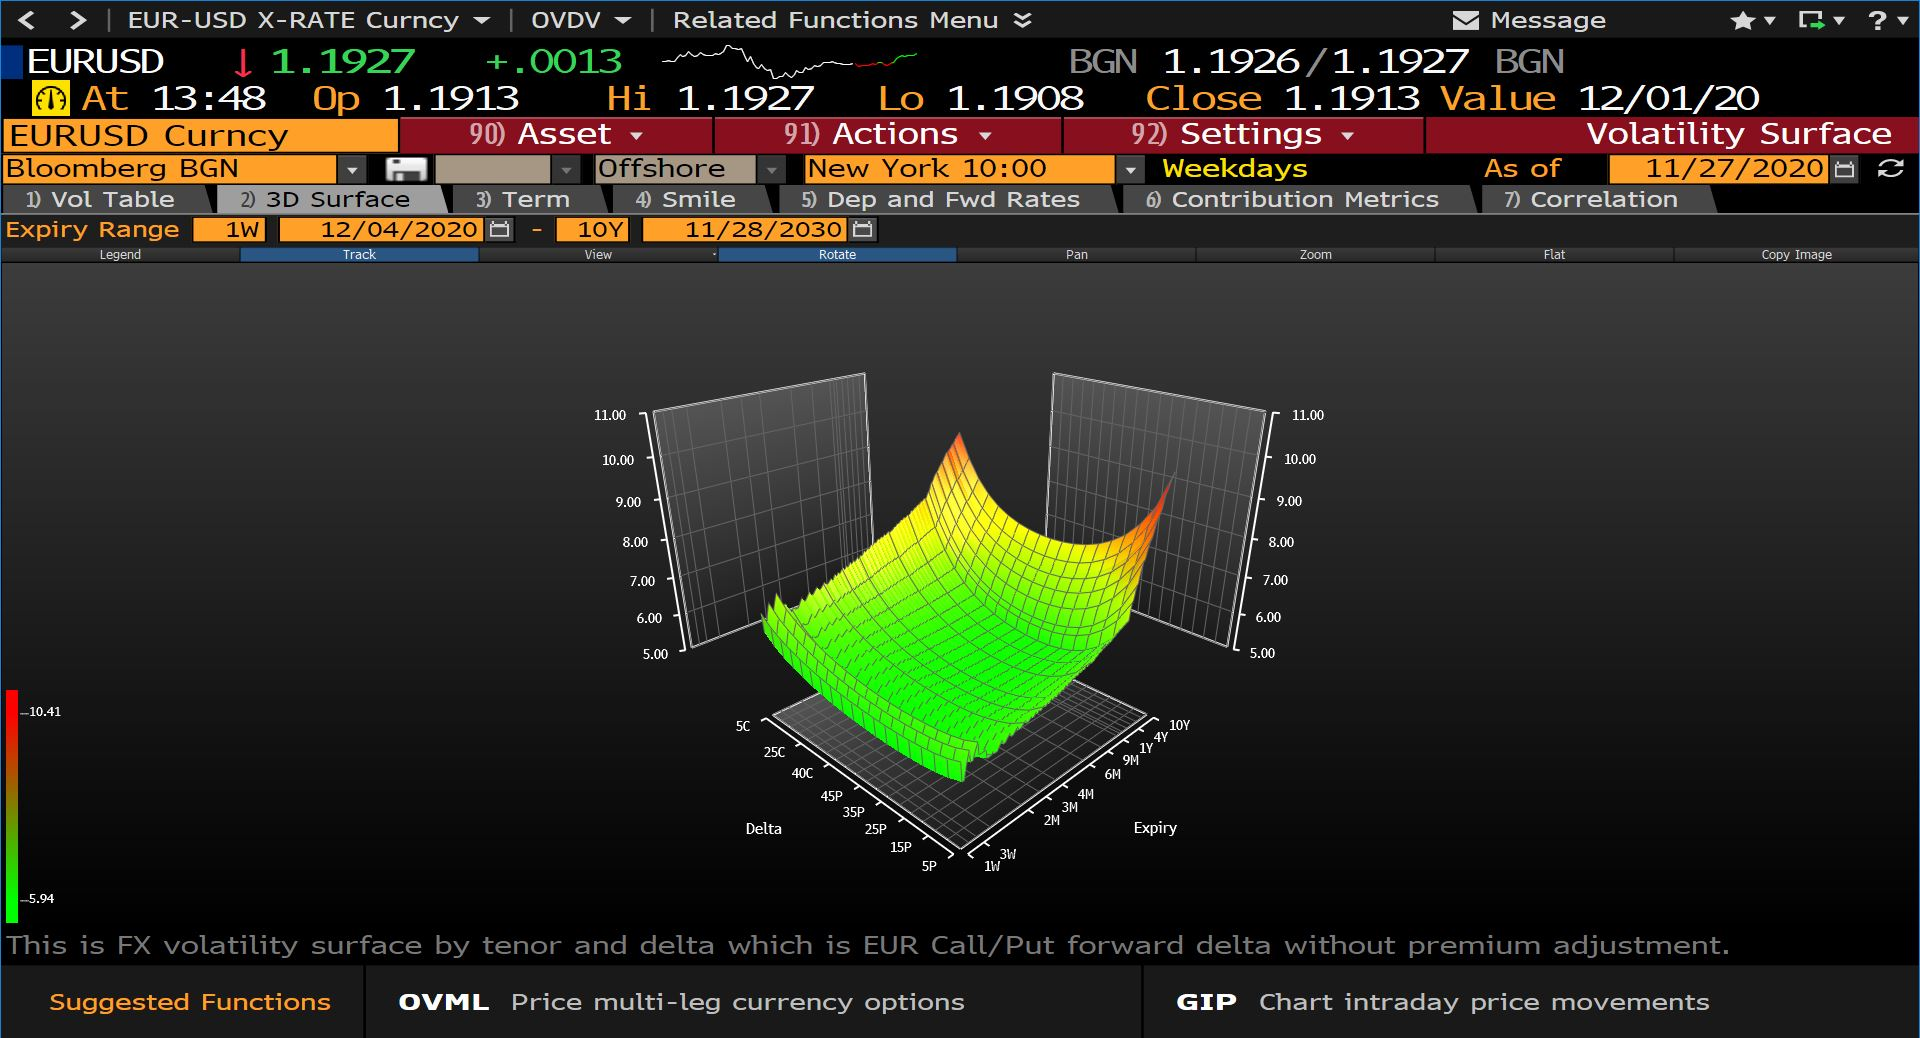 EUR-USD X-RATE Curncy OVDV Related Functions Menu Message ?
EURUSD ↓ 1.1927 +.0013 BGN 1.1926/1.1927 BGN
At 13:48 Op 1.1913 Hi 1.1927 Lo 1.1908 Close 1.1913 Value 12/01/20
EURUSD Curncy 90) Asset 91) Actions 92) Settings Volatility Surface
Bloomberg BGN Offshore New York 10:00 Weekdays As of 11/27/2020
1) Vol Table 2) 3D Surface 3) Term 4) Smile 5) Dep and Fwd Rates 6) Contribution Metrics 7) Correlation
Expiry Range 1W 12/04/2020 - 10Y 11/28/2030
Legend Track View Rotate Pan Zoom Flat Copy Image
11.00 11.00
10.00 10.00
9.00 9.00
8.00 8.00
7.00 7.00
6.00 6.00
5.00 5.00
10.41
5C 10Y
4Y
25C 1Y
9M
40C 6M
45P 4M
35P 3M
2M
Delta 25P Expiry
15P 3W
5P 1W
5.94
This is FX volatility surface by tenor and delta which is EUR Call/Put forward delta without premium adjustment.
Suggested Functions OVML Price multi-leg currency options GIP Chart intraday price movements